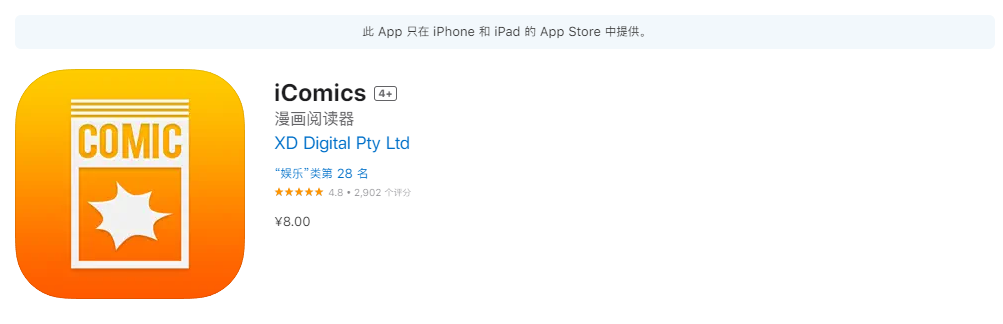 此 App 只在 iPhone 和 iPad 的 App Store 中提供。
iComics 4+
漫画阅读器
XD Digital Pty Ltd
“娱乐”类第 28 名
★★★★★ 4.8 • 2,902 个评分
¥8.00
COMIC